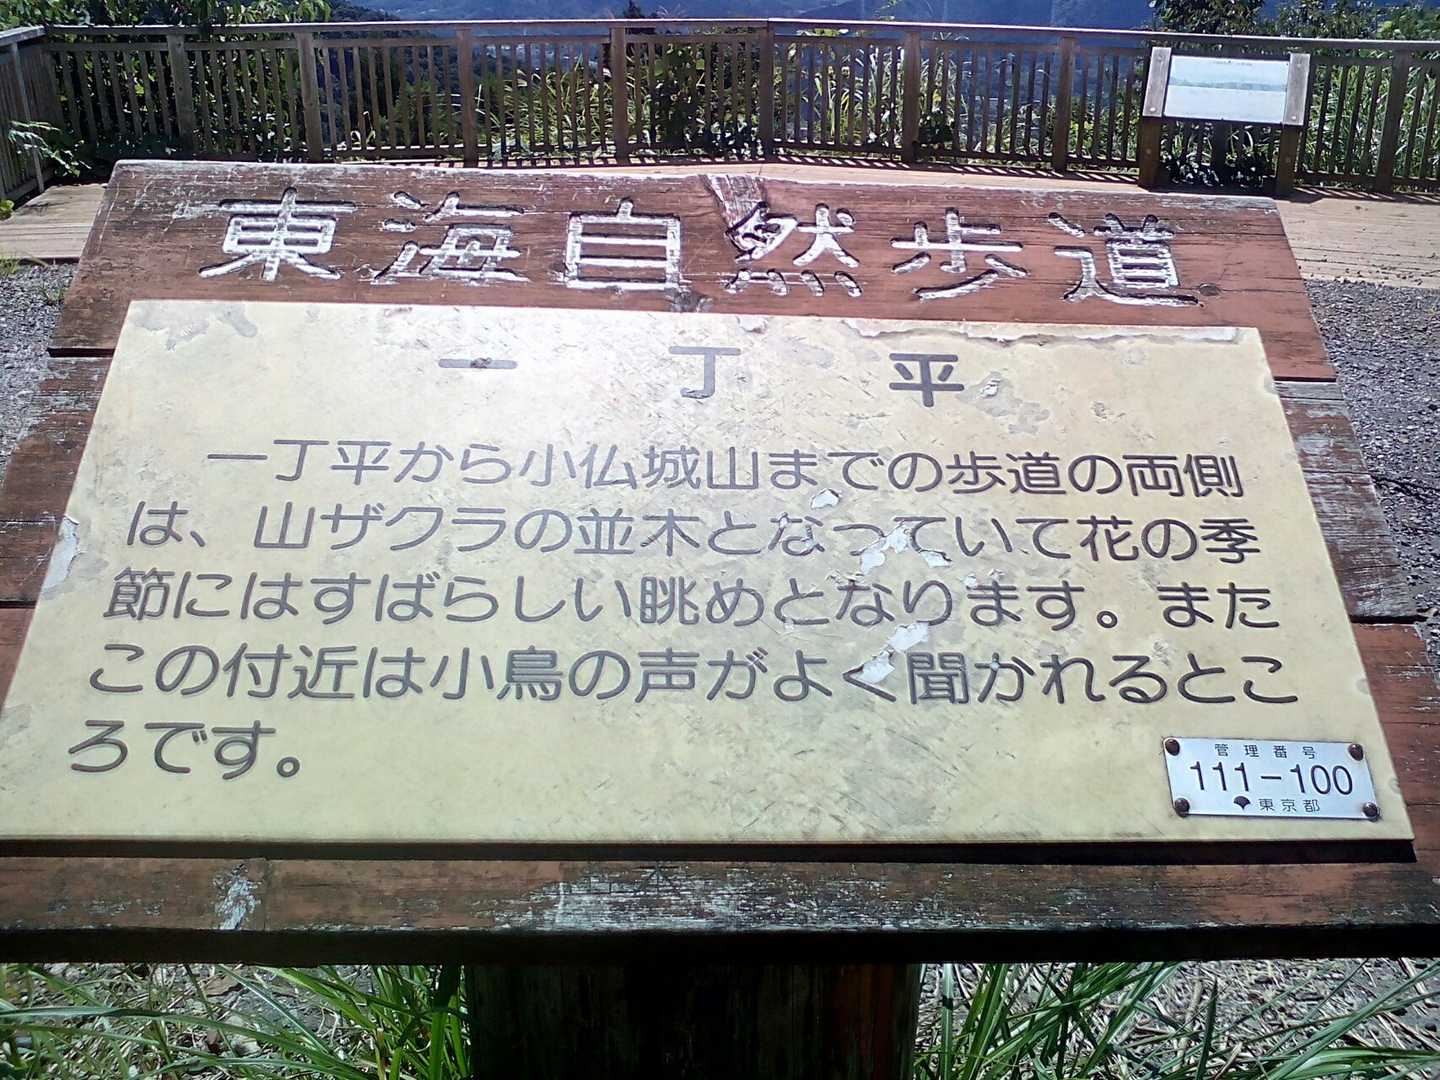 東海自然歩道
一丁平
一丁平から小仏城山までの歩道の両側
は、山ザクラの並木となっていて花の季
節にはすばらしい眺めとなります。また
この付近は小鳥の声がよく聞かれるとこ
ろです。
管理番号
111-100
東京都